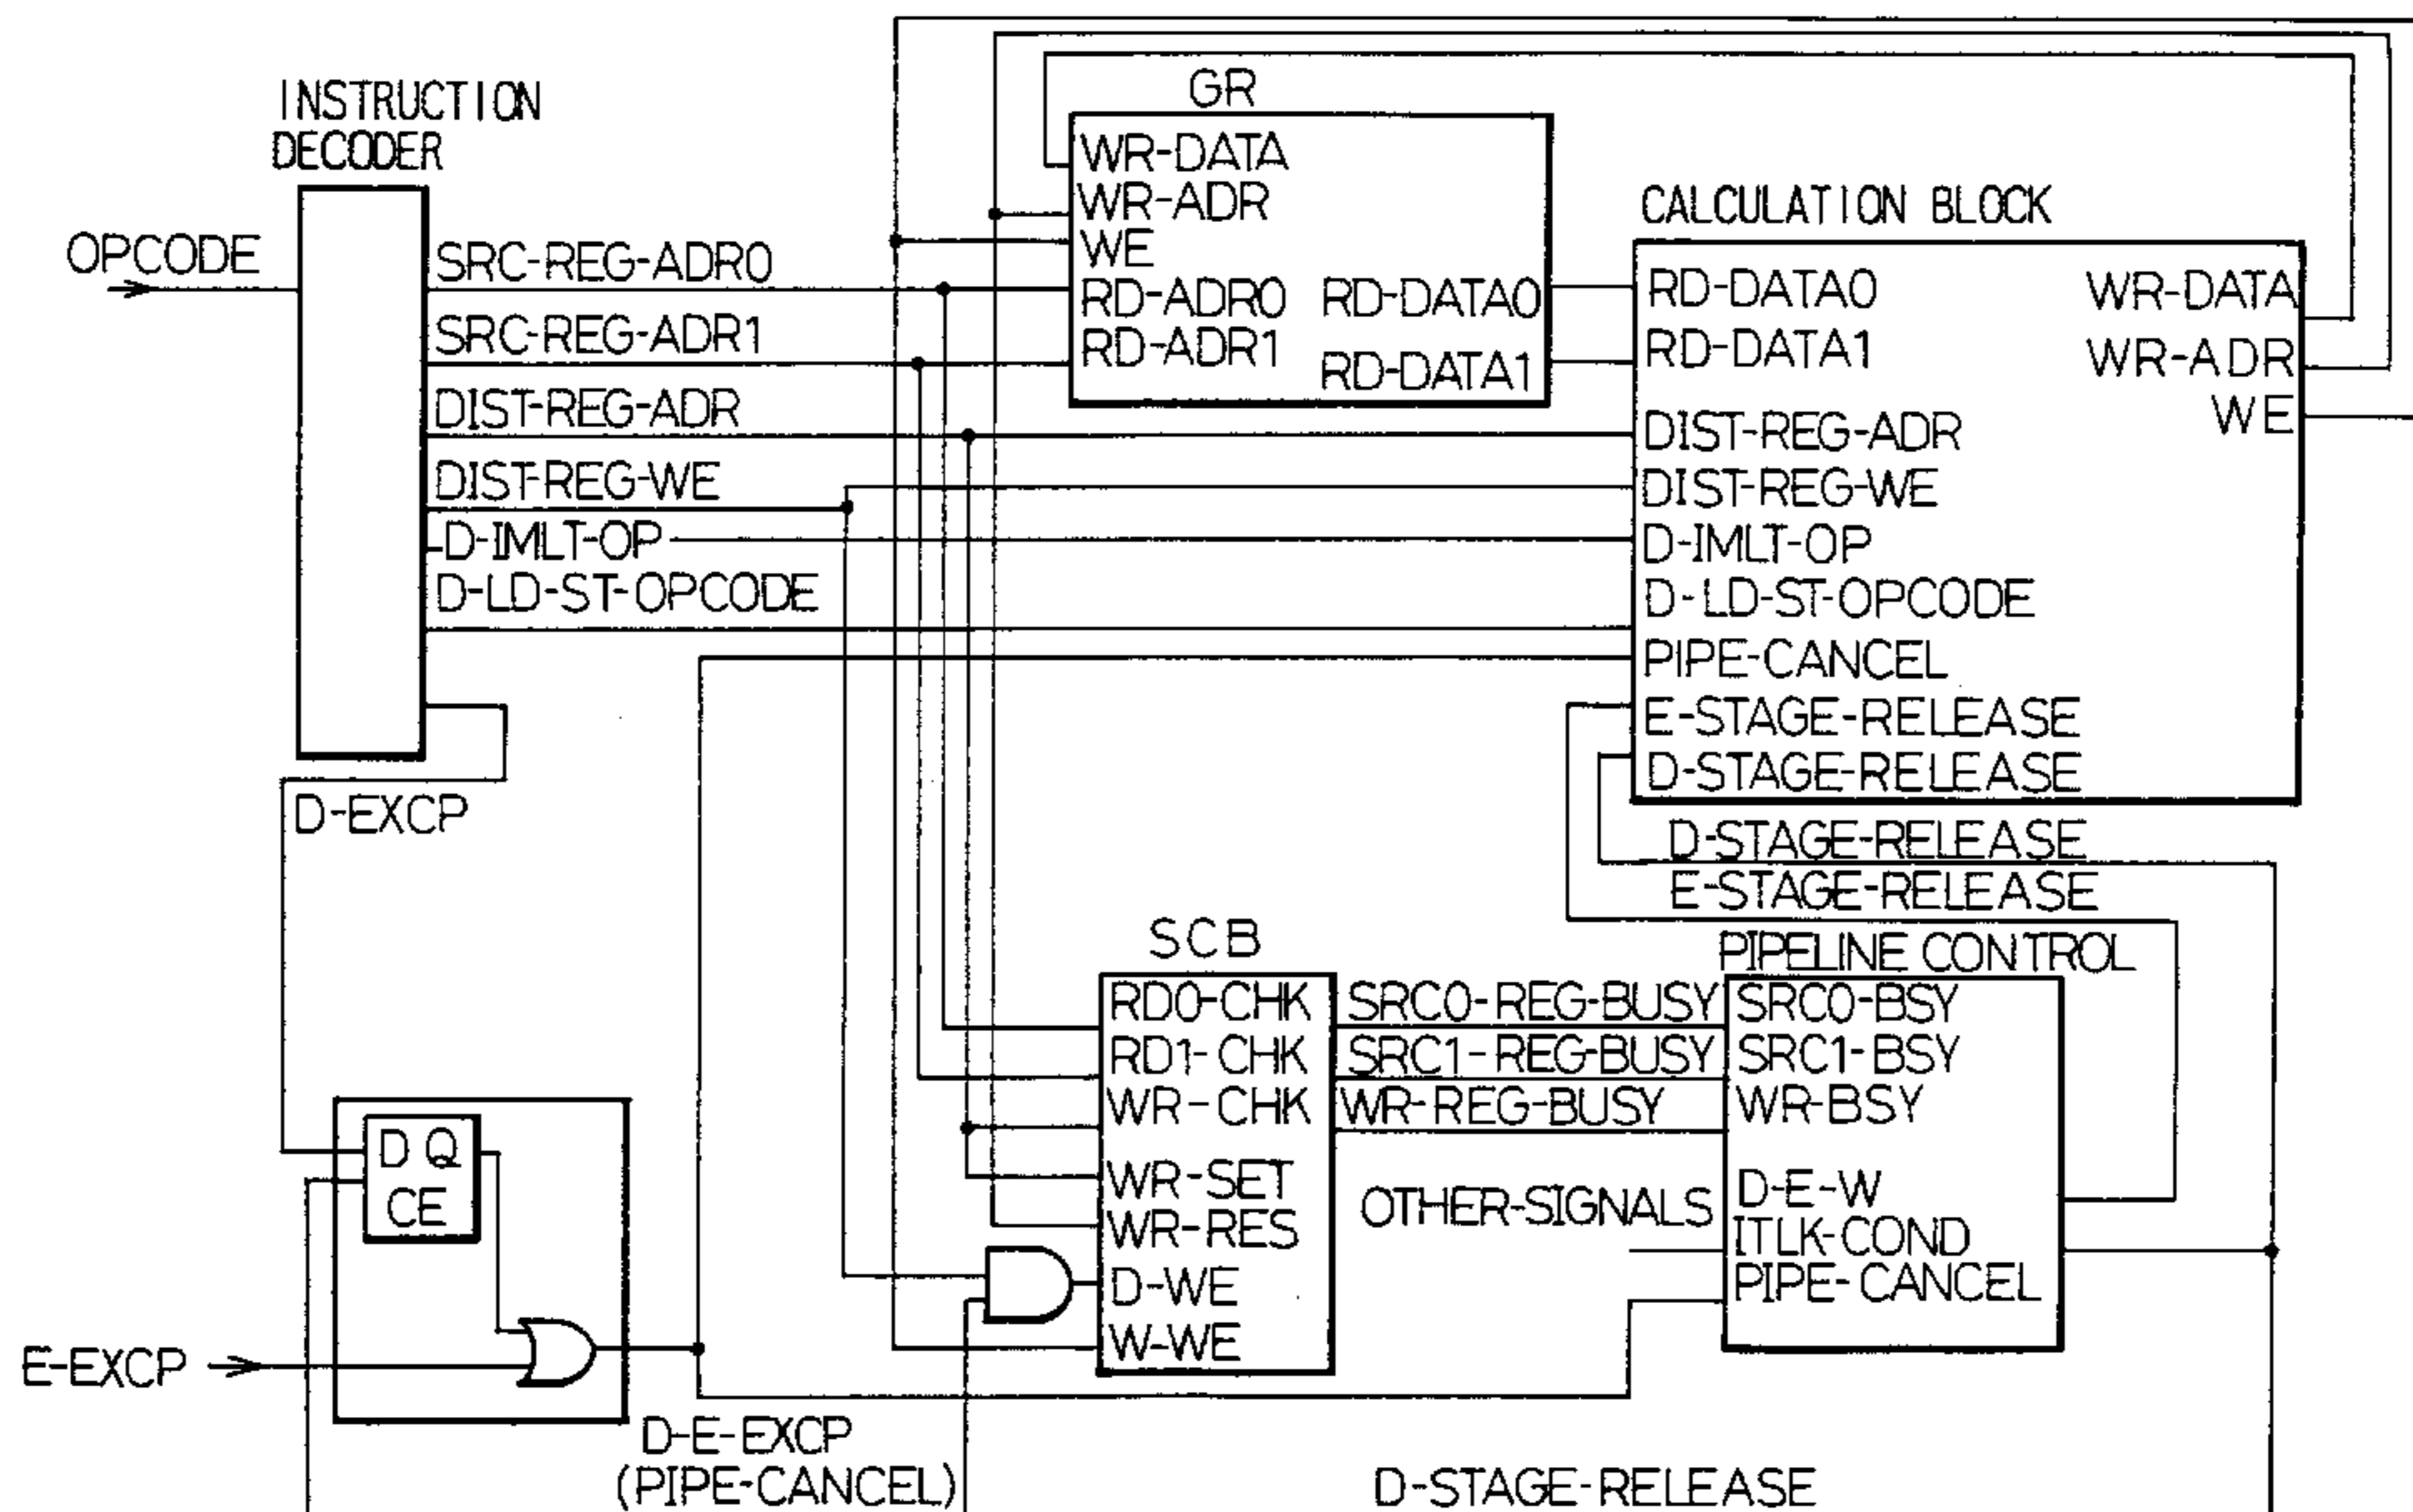 INSTRUCTION
DECODER
OPCODE
SRC-REG-ADR0
SRC-REG-ADR1
DIST-REG-ADR
DIST-REG-WE
D-IMLT-OP
D-LD-ST-OPCODE
D-EXCP
GR
WR-DATA
WR-ADR
WE
RD-ADR0 RD-DATA0
RD-ADR1
RD-DATA1
CALCULATION BLOCK
RD-DATA0 WR-DATA
RD-DATA1 WR-ADR
WE
DIST-REG-ADR
DIST-REG-WE
D-IMLT-OP
D-LD-ST-OPCODE
PIPE-CANCEL
E-STAGE-RELEASE
D-STAGE-RELEASE
D-STAGE-RELEASE
E-STAGE-RELEASE
SCB
RD0-CHK
RD1-CHK
WR-CHK
WR-SET
WR-RES
D-WE
W-WE
SRC0-REG-BUSY
SRC1-REG-BUSY
WR-REG-BUSY
OTHER-SIGNALS
PIPELINE CONTROL
SRC0-BSY
SRC1-BSY
WR-BSY
D-E-W
ITLK-COND
PIPE-CANCEL
D Q
CE
E-EXCP
D-E-EXCP
(PIPE-CANCEL)
D-STAGE-RELEASE